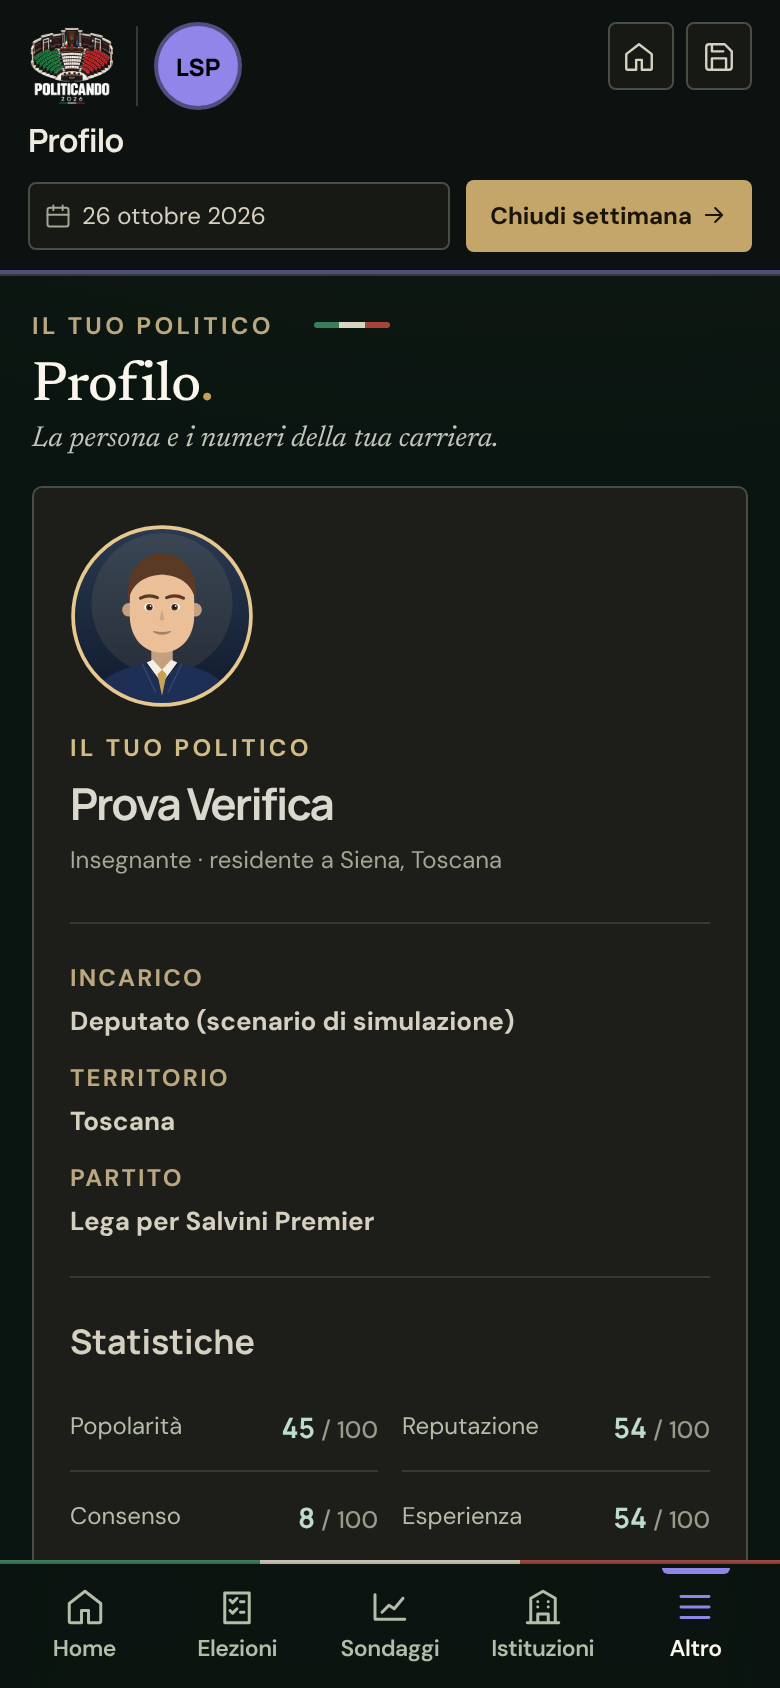 POLITICANDO
2026
LSP
Profilo
26 ottobre 2026
Chiudi settimana →
IL TUO POLITICO
Profilo.
La persona e i numeri della tua carriera.
IL TUO POLITICO
Prova Verifica
Insegnante · residente a Siena, Toscana
INCARICO
Deputato (scenario di simulazione)
TERRITORIO
Toscana
PARTITO
Lega per Salvini Premier
Statistiche
Popolarità 45 / 100 Reputazione 54 / 100
Consenso 8 / 100 Esperienza 54 / 100
Home Elezioni Sondaggi Istituzioni Altro